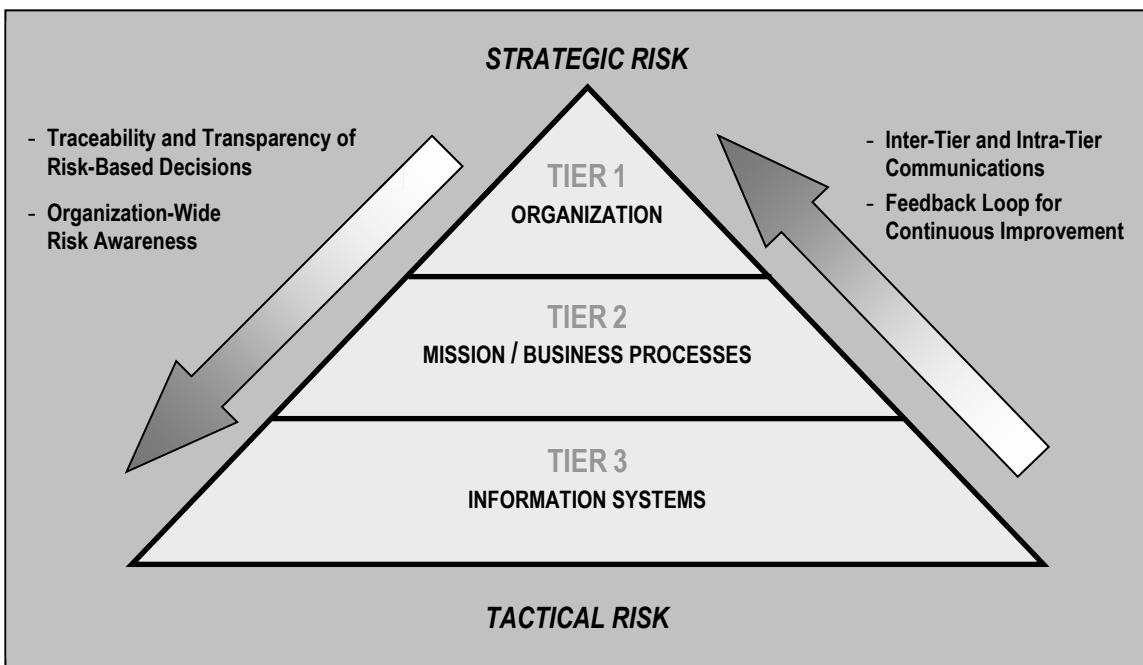 STRATEGIC RISK
- Traceability and Transparency of
Risk-Based Decisions
- Organization-Wide
Risk Awareness
- Inter-Tier and Intra-Tier
Communications
- Feedback Loop for
Continuous Improvement
TIER 1
ORGANIZATION
TIER 2
MISSION / BUSINESS PROCESSES
TIER 3
INFORMATION SYSTEMS
TACTICAL RISK